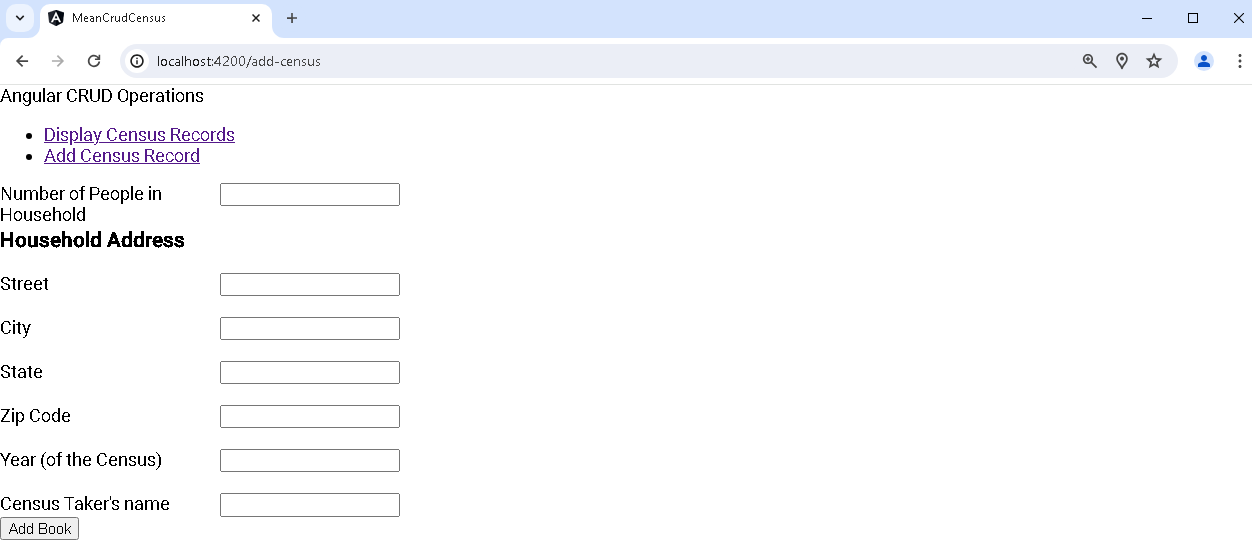 MeanCrudCensus
localhost:4200/add-census
Angular CRUD Operations
Display Census Records
Add Census Record
Number of People in
Household
Household Address
Street
City
State
Zip Code
Year (of the Census)
Census Taker's name
Add Book